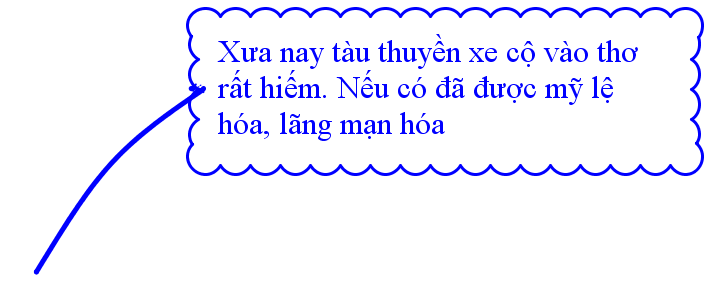 Xưa nay tàu thuyền xe cộ vào thơ
rất hiếm. Nếu có đã được mỹ lệ
hóa, lãng mạn hóa